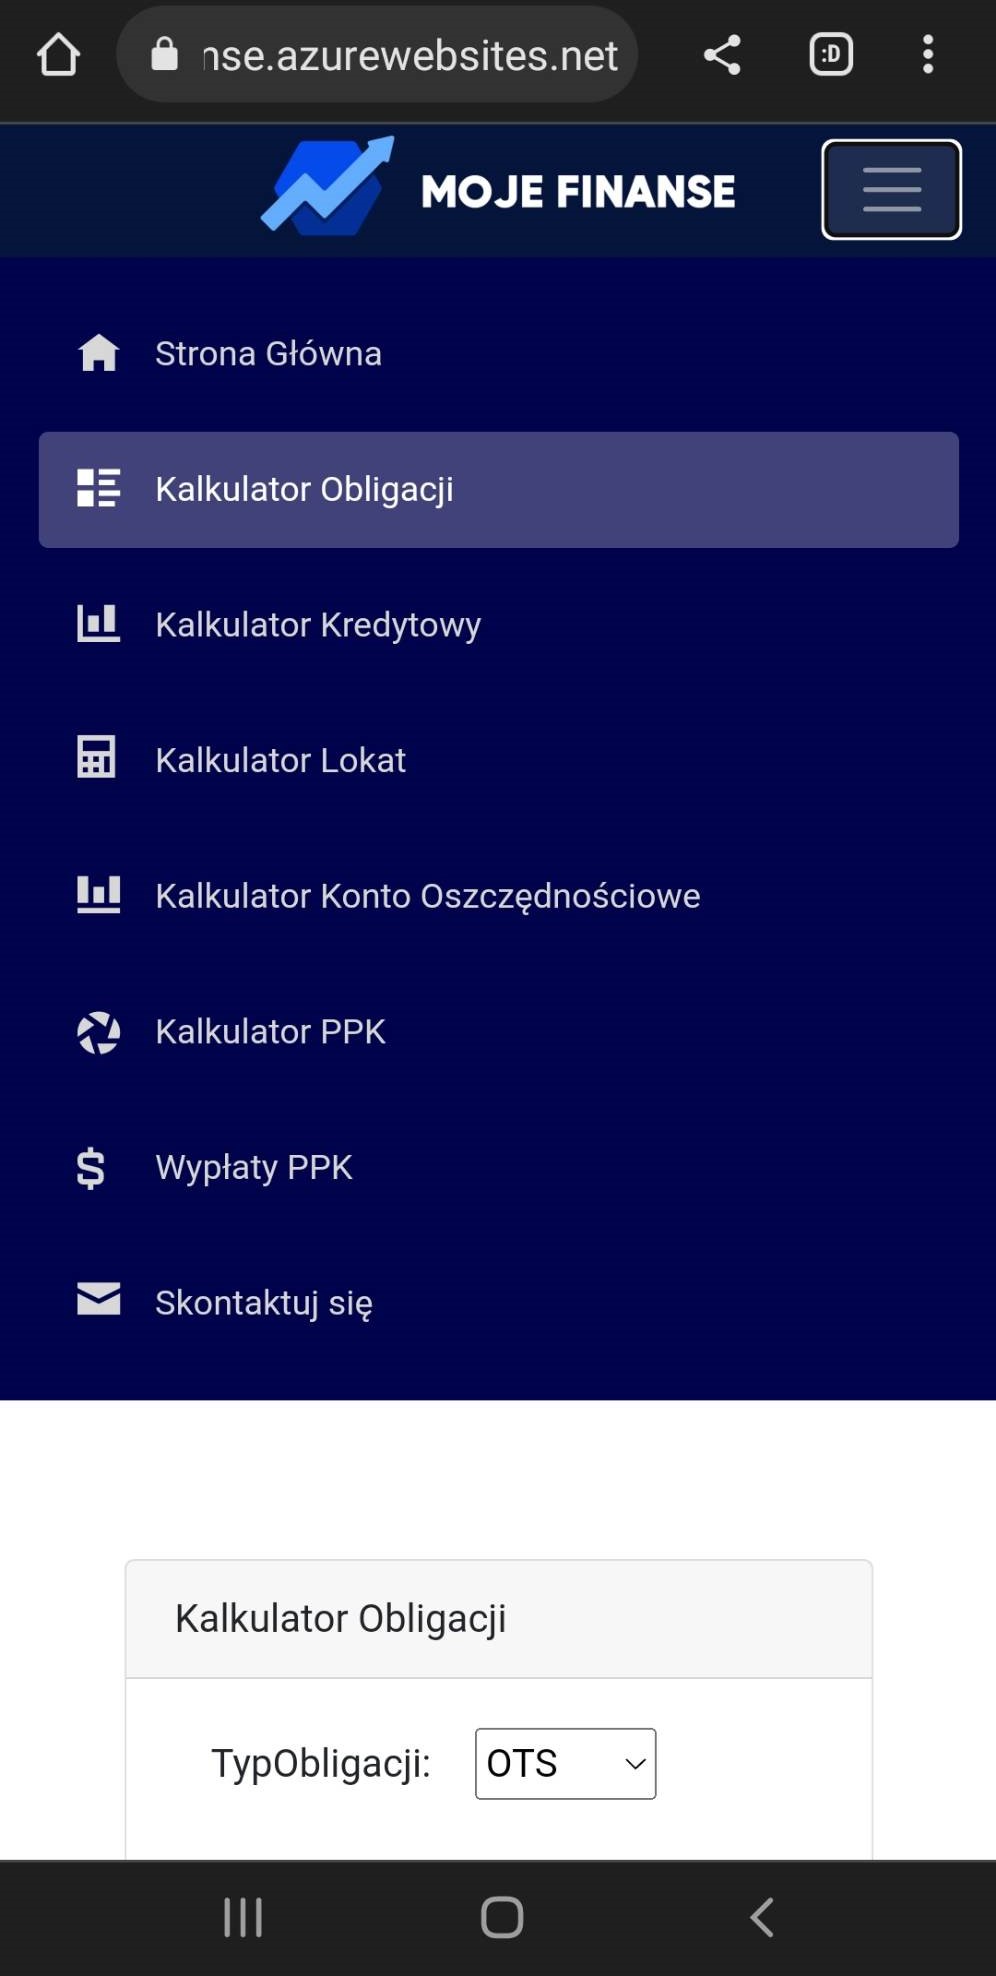 nse.azurewebsites.net
:D
MOJE FINANSE
Strona Główna
Kalkulator Obligacji
Kalkulator Kredytowy
Kalkulator Lokat
Kalkulator Konto Oszczędnościowe
Kalkulator PPK
Wypłaty PPK
Skontaktuj się
Kalkulator Obligacji
TypObligacji: OTS